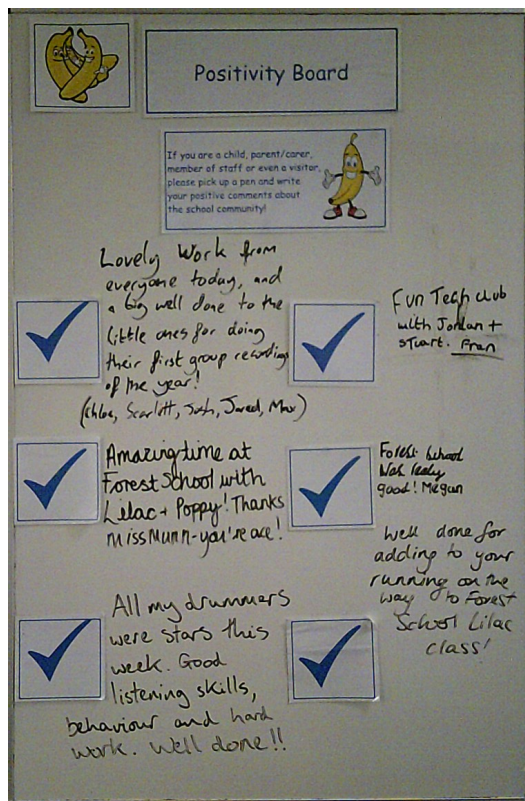 Positivity Board
If you are a child, parent/carer,
member of staff or even a visitor,
please pick up a pen and write
your positive comments about
the school community!
Lovely Work from
everyone today, and
a big well done to the
little ones for doing
their first group recording
of the year!
(Chloe, Scarlett, Josh, Jared, Max)
Fun Tech club
with Jordan +
stuart. Fran
Amazing time at
Forest School with
Lilac + Poppy! Thanks
miss Munn-you're ace!
Forest School
was really
good! Megan
All my drummers
were stars this
week. Good
listening skills,
behaviour and hard
work. Well done!!
Well done for
adding to your
running on the
way to Forest
School Lilac
class!